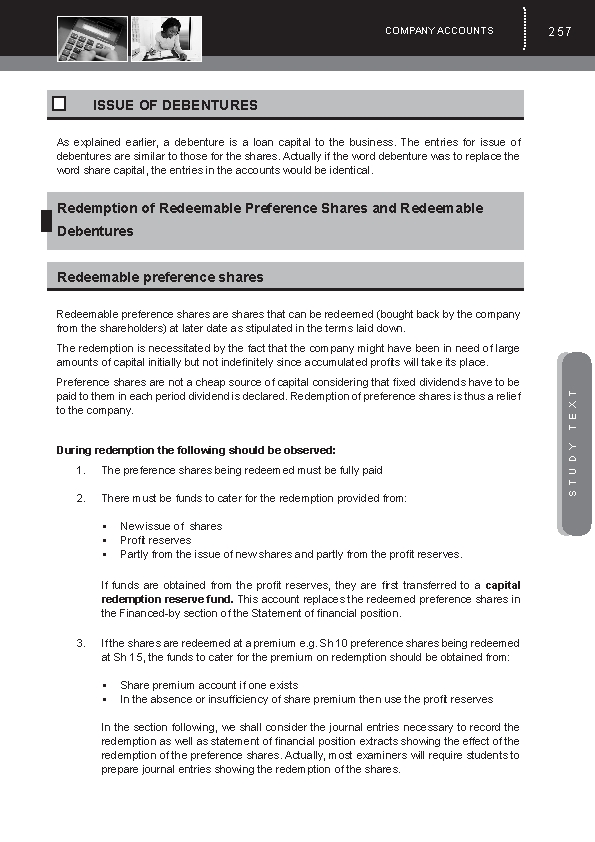 COMPANY ACCOUNTS 257
ISSUE OF DEBENTURES
As explained earlier, a debenture is a loan capital to the business. The entries for issue of
debentures are similar to those for the shares. Actually if the word debenture was to replace the
word share capital, the entries in the accounts would be identical.
Redemption of Redeemable Preference Shares and Redeemable
Debentures
Redeemable preference shares
Redeemable preference shares are shares that can be redeemed (bought back by the company
from the shareholders) at later date as stipulated in the terms laid down.
The redemption is necessitated by the fact that the company might have been in need of large
amounts of capital initially but not indefinitely since accumulated profits will take its place.
Preference shares are not a cheap source of capital considering that fixed dividends have to be
paid to them in each period dividend is declared. Redemption of preference shares is thus a relief
to the company.
During redemption the following should be observed:
1. The preference shares being redeemed must be fully paid
2. There must be funds to cater for the redemption provided from:
• New issue of shares
• Profit reserves
• Partly from the issue of new shares and partly from the profit reserves.
If funds are obtained from the profit reserves, they are first transferred to a capital
redemption reserve fund. This account replaces the redeemed preference shares in
the Financed-by section of the Statement of financial position.
3. If the shares are redeemed at a premium e.g. Sh 10 preference shares being redeemed
at Sh 15, the funds to cater for the premium on redemption should be obtained from:
• Share premium account if one exists
• In the absence or insufficiency of share premium then use the profit reserves
In the section following, we shall consider the journal entries necessary to record the
redemption as well as statement of financial position extracts showing the effect of the
redemption of the preference shares. Actually, most examiners will require students to
prepare journal entries showing the redemption of the shares.
STUDY TEXT